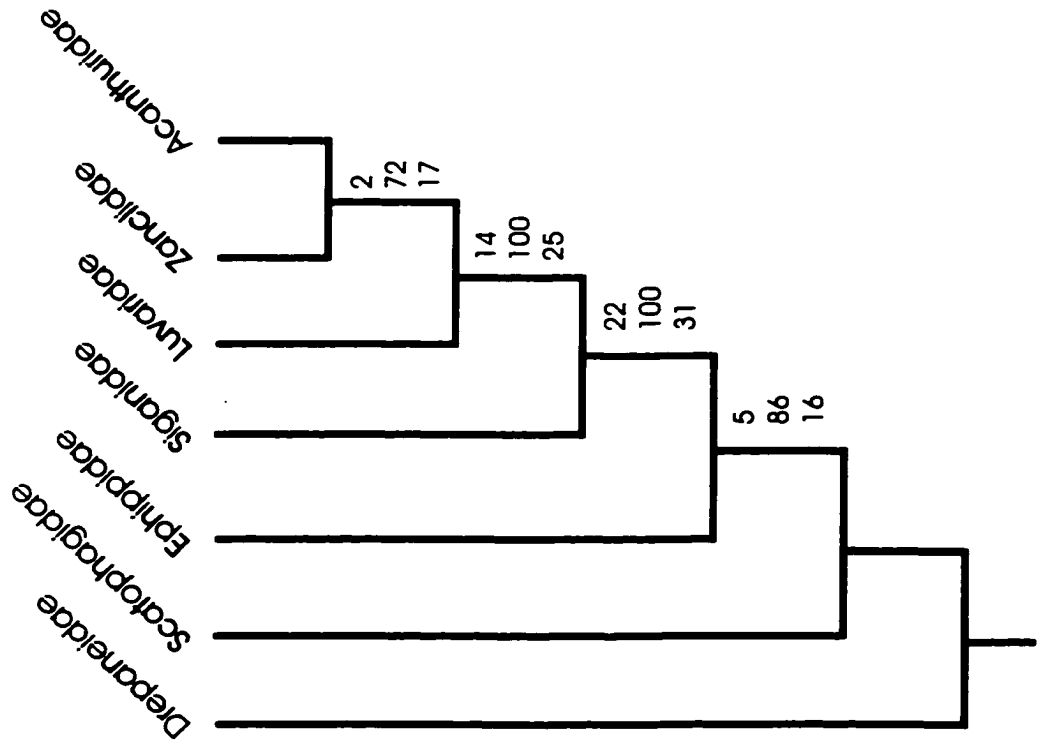 Acanthuridae
Zanclidae
Luvaridae
Siganidae
Ephippidae
Scatophagidae
Drepaneidae
2
72
17
14
100
25
22
100
31
5
86
16